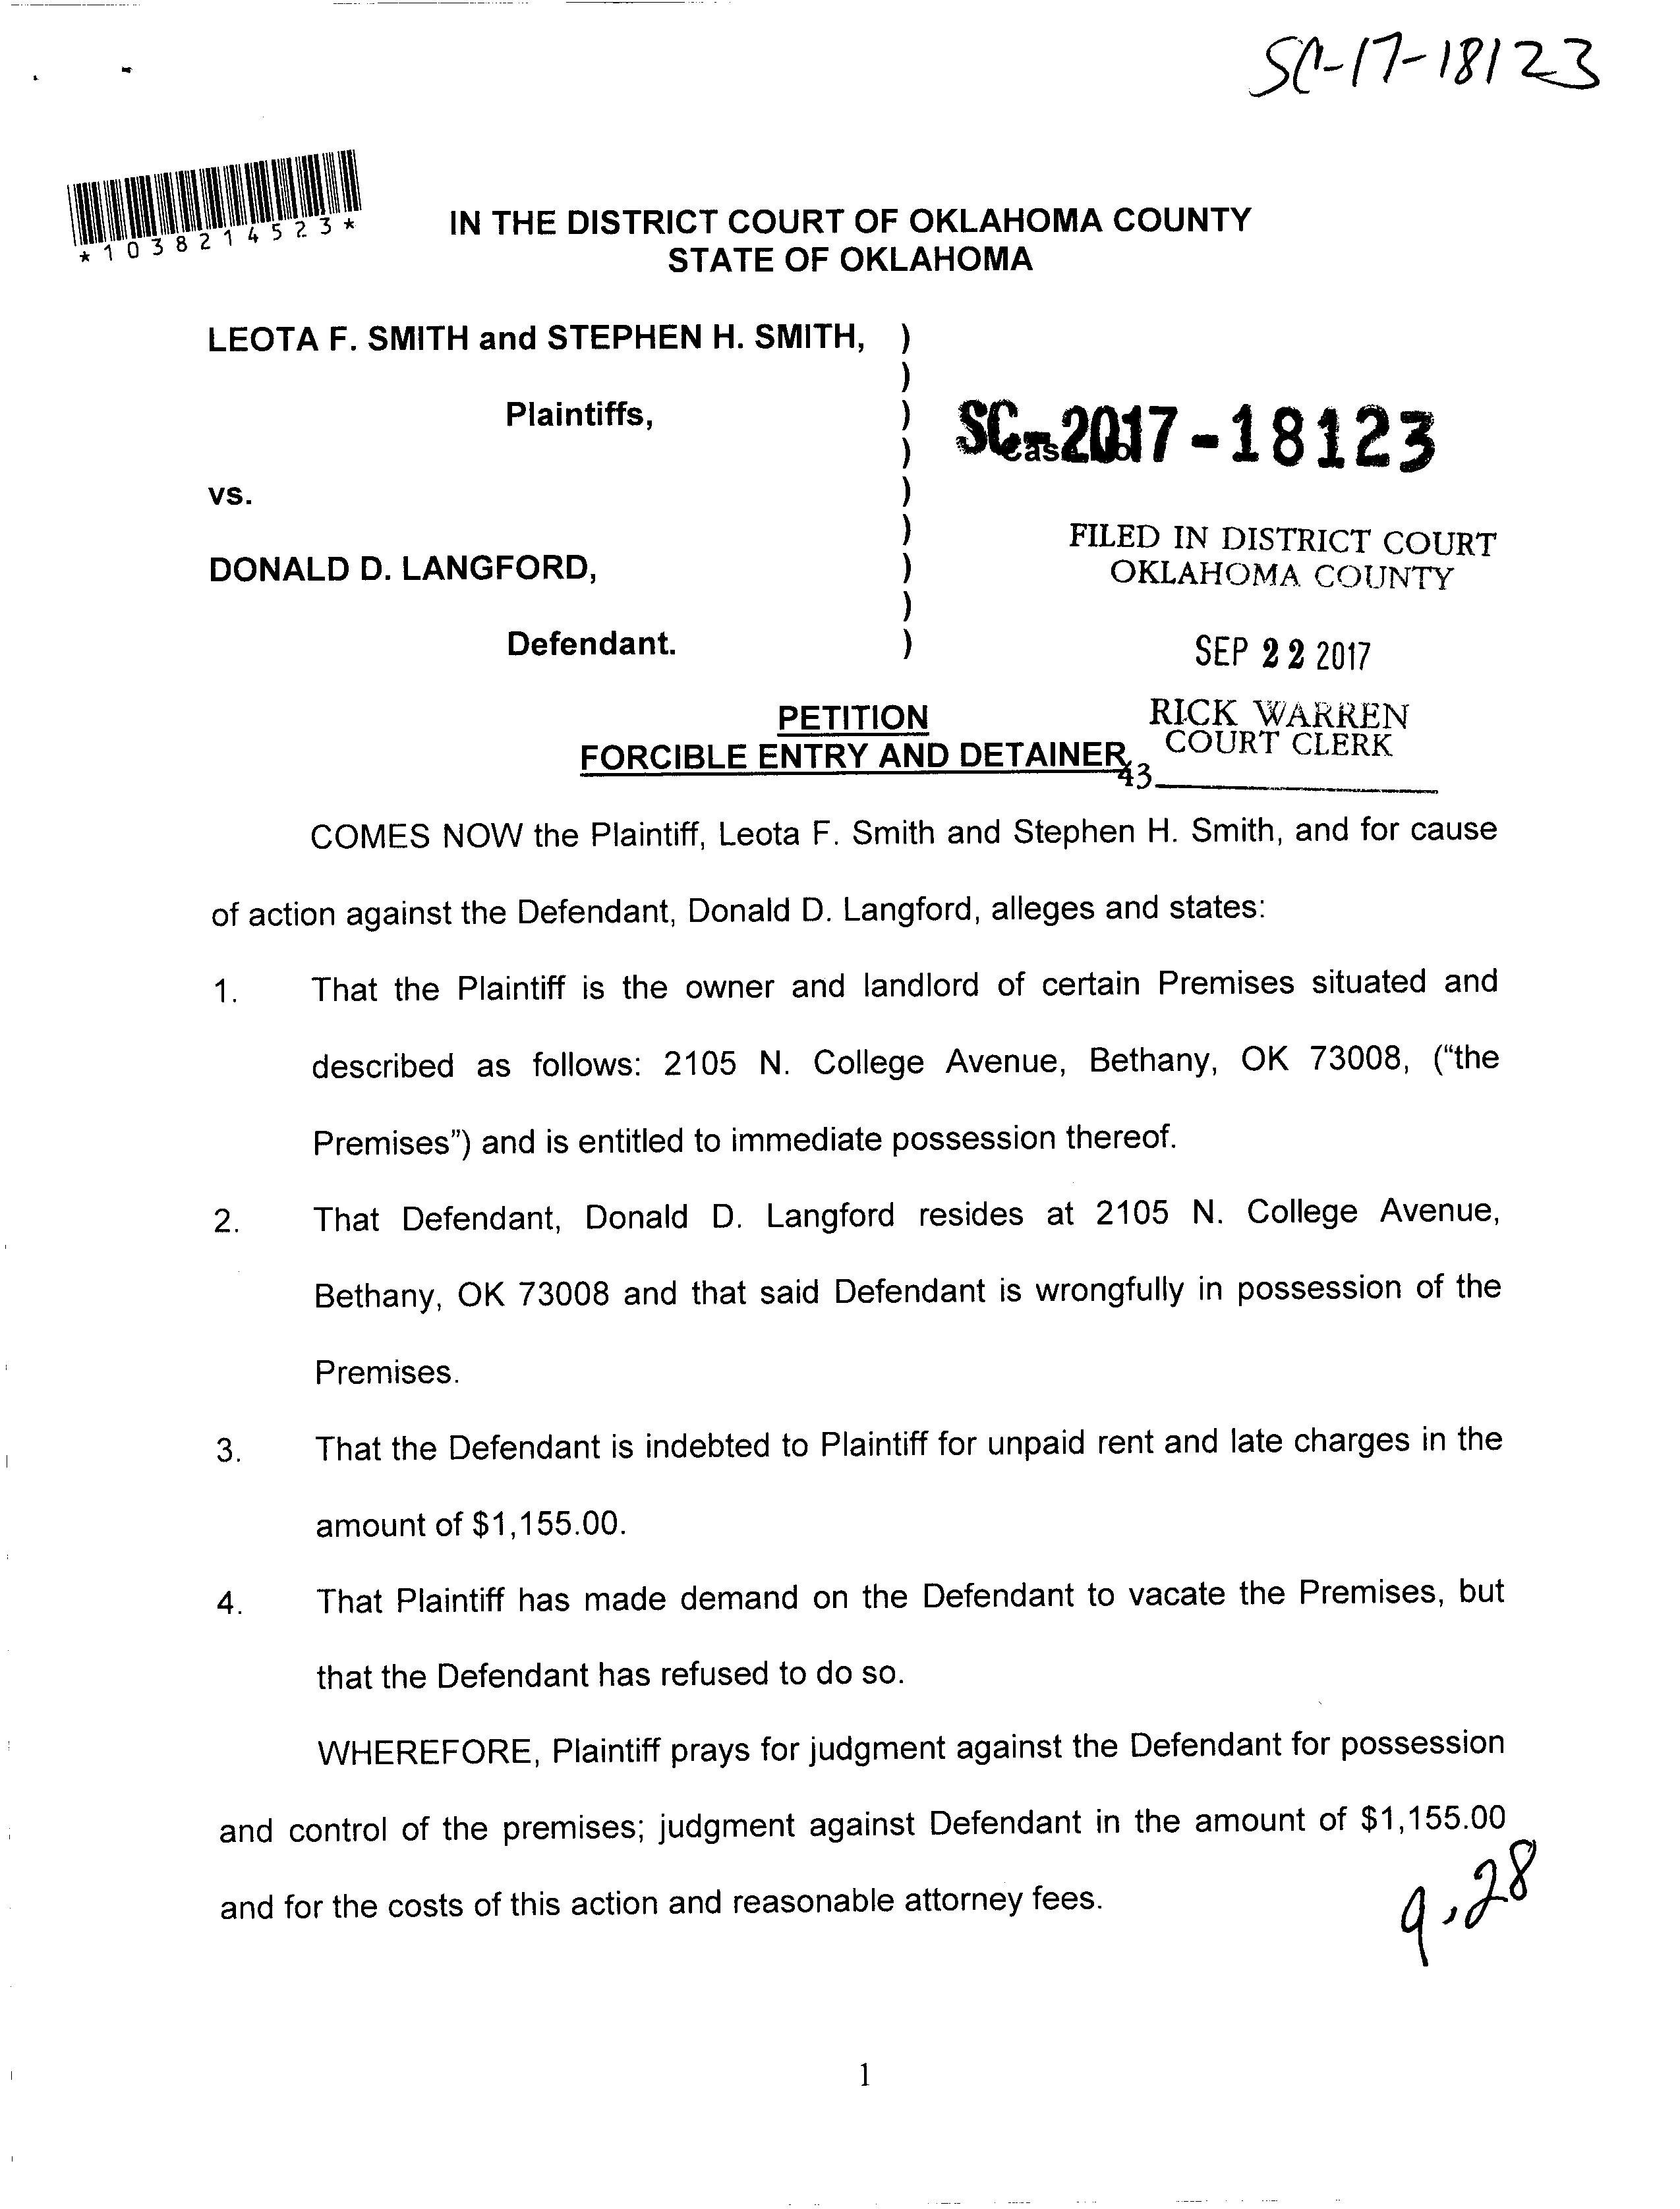 SC-17-18123
*1038214523*
IN THE DISTRICT COURT OF OKLAHOMA COUNTY
STATE OF OKLAHOMA
LEOTA F. SMITH and STEPHEN H. SMITH, )
)
Plaintiffs, )
)
SC-2017-18123
vs. )
)
FILED IN DISTRICT COURT
DONALD D. LANGFORD, )
OKLAHOMA COUNTY
)
Defendant. )
SEP 22 2017
PETITION
RICK WARREN
FORCIBLE ENTRY AND DETAINER
COURT CLERK
43
COMES NOW the Plaintiff, Leota F. Smith and Stephen H. Smith, and for cause
of action against the Defendant, Donald D. Langford, alleges and states:
1. That the Plaintiff is the owner and landlord of certain Premises situated and
described as follows: 2105 N. College Avenue, Bethany, OK 73008, (“the
Premises”) and is entitled to immediate possession thereof.
2. That Defendant, Donald D. Langford resides at 2105 N. College Avenue,
Bethany, OK 73008 and that said Defendant is wrongfully in possession of the
Premises.
3. That the Defendant is indebted to Plaintiff for unpaid rent and late charges in the
amount of $1,155.00.
4. That Plaintiff has made demand on the Defendant to vacate the Premises, but
that the Defendant has refused to do so.
WHEREFORE, Plaintiff prays for judgment against the Defendant for possession
and control of the premises; judgment against Defendant in the amount of $1,155.00
and for the costs of this action and reasonable attorney fees.
9.28
1